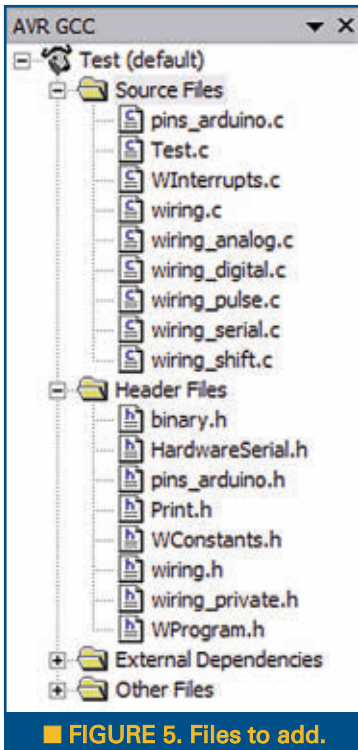 AVR GCC
Test (default)
Source Files
pins_arduino.c
Test.c
WInterrupts.c
wiring.c
wiring_analog.c
wiring_digital.c
wiring_pulse.c
wiring_serial.c
wiring_shift.c
Header Files
binary.h
HardwareSerial.h
pins_arduino.h
Print.h
WConstants.h
wiring.h
wiring_private.h
WProgram.h
External Dependencies
Other Files
■ FIGURE 5. Files to add.